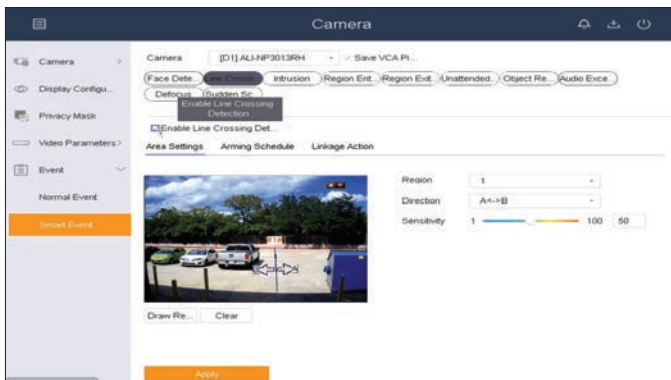 Camera
Camera [D1] ALI-NP3013RH Save VCA Pi...
Camera
Face Dete... Line Crossi... Intrusion Region Ent... Region Exit... Unattended... Object Re... Audio Exce...
Display Configu...
Defocus Sudden Sc...
Enable Line Crossing
Detection
Privacy Mask
Enable Line Crossing Det...
Video Parameters
Area Settings Arming Schedule Linkage Action
Event
Region 1
Normal Event
Direction A<->B
Smart Event
Sensitivity 1 100 50
Draw Re... Clear
Apply